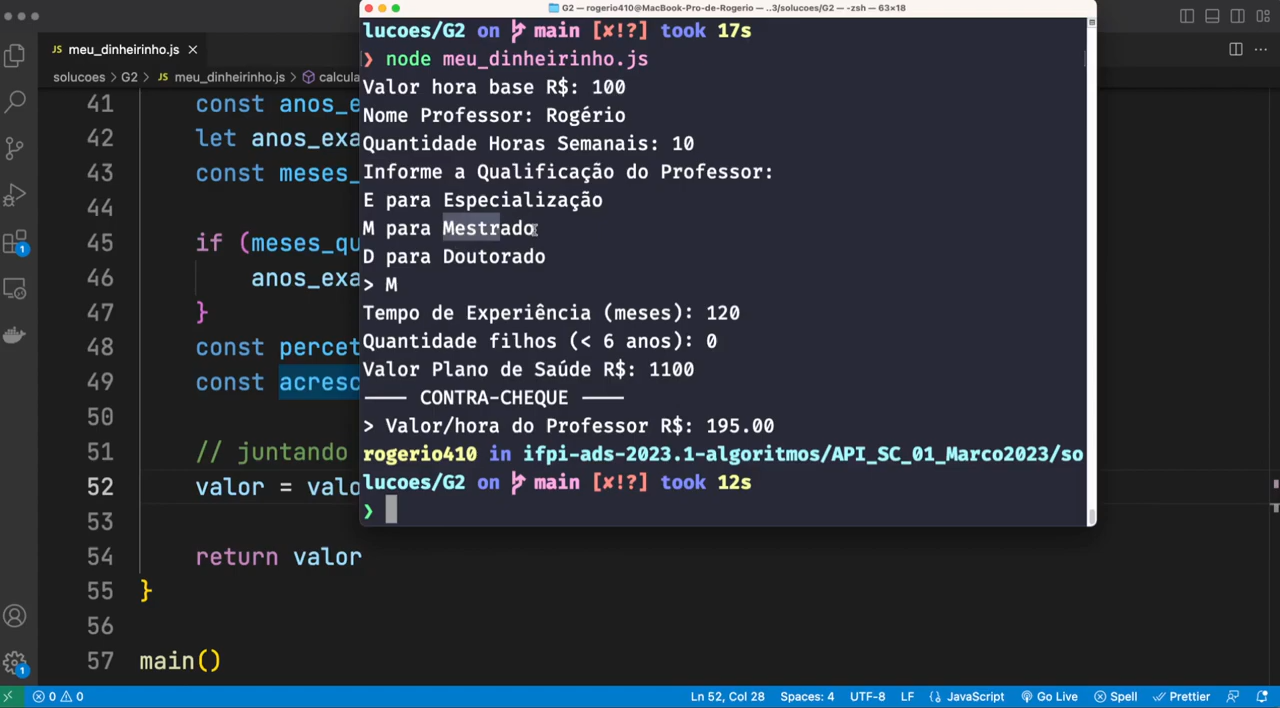 G2 — rogerio410@MacBook-Pro-de-Rogerio — ..3/solucoes/G2 — -zsh — 63×18
JS meu_dinheirinho.js ×
solucoes > G2 > JS meu_dinheirinho.js > calcula
lucoes/G2 on main [✘!?] took 17s
❯ node meu_dinheirinho.js
Valor hora base R$: 100
Nome Professor: Rogério
Quantidade Horas Semanais: 10
Informe a Qualificação do Professor:
E para Especialização
M para Mestrado
D para Doutorado
> M
Tempo de Experiência (meses): 120
Quantidade filhos (< 6 anos): 0
Valor Plano de Saúde R$: 1100
---- CONTRA-CHEQUE ----
> Valor/hora do Professor R$: 195.00
rogerio410 in ifpi-ads-2023.1-algoritmos/API_SC_01_Marco2023/so
lucoes/G2 on main [✘!?] took 12s
❯
41 const anos_e
42 let anos_exa
43 const meses_
44
45 if (meses_qu
46 anos_exa
47 }
48 const percet
49 const acresc
50
51 // juntando
52 valor = valo
53
54 return valor
55 }
56
57 main()
1
1
0 0 Ln 52, Col 28 Spaces: 4 UTF-8 LF JavaScript Go Live Spell Prettier